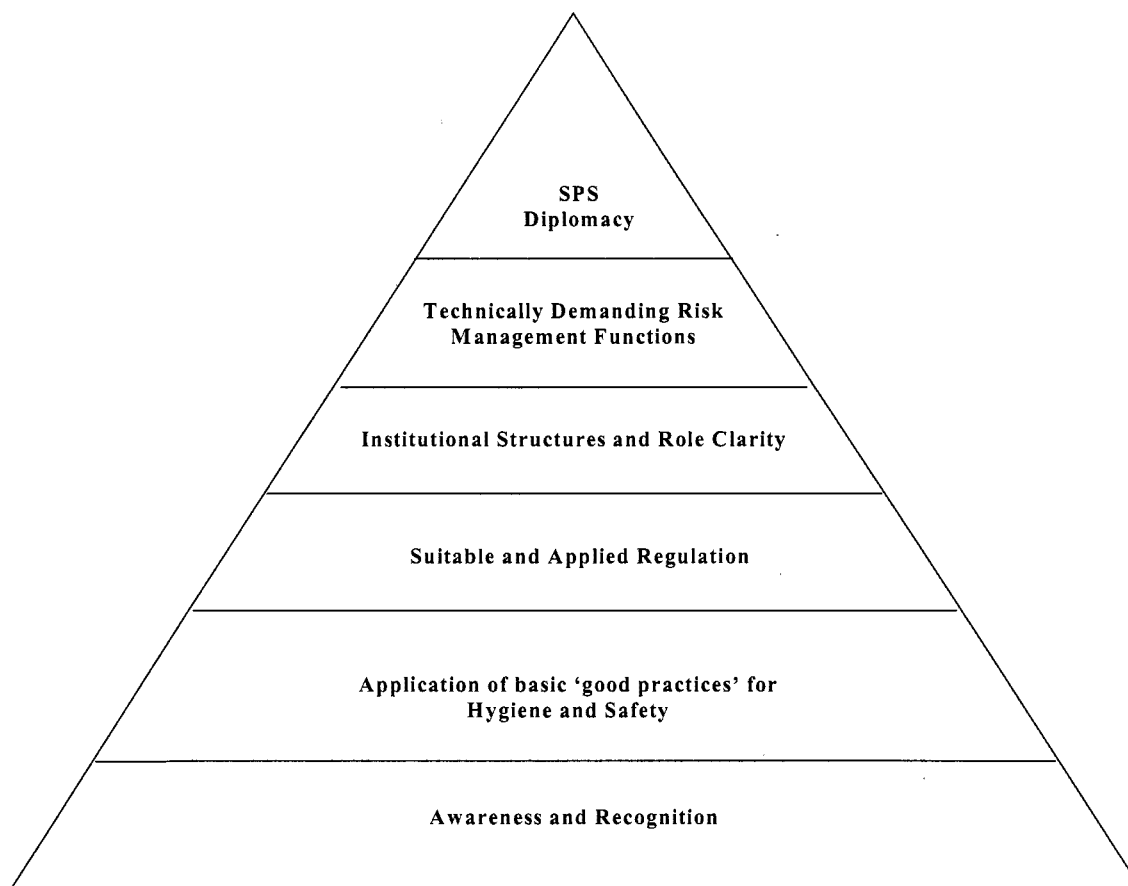 SPS
Diplomacy
Technically Demanding Risk
Management Functions
Institutional Structures and Role Clarity
Suitable and Applied Regulation
Application of basic ‘good practices’ for
Hygiene and Safety
Awareness and Recognition